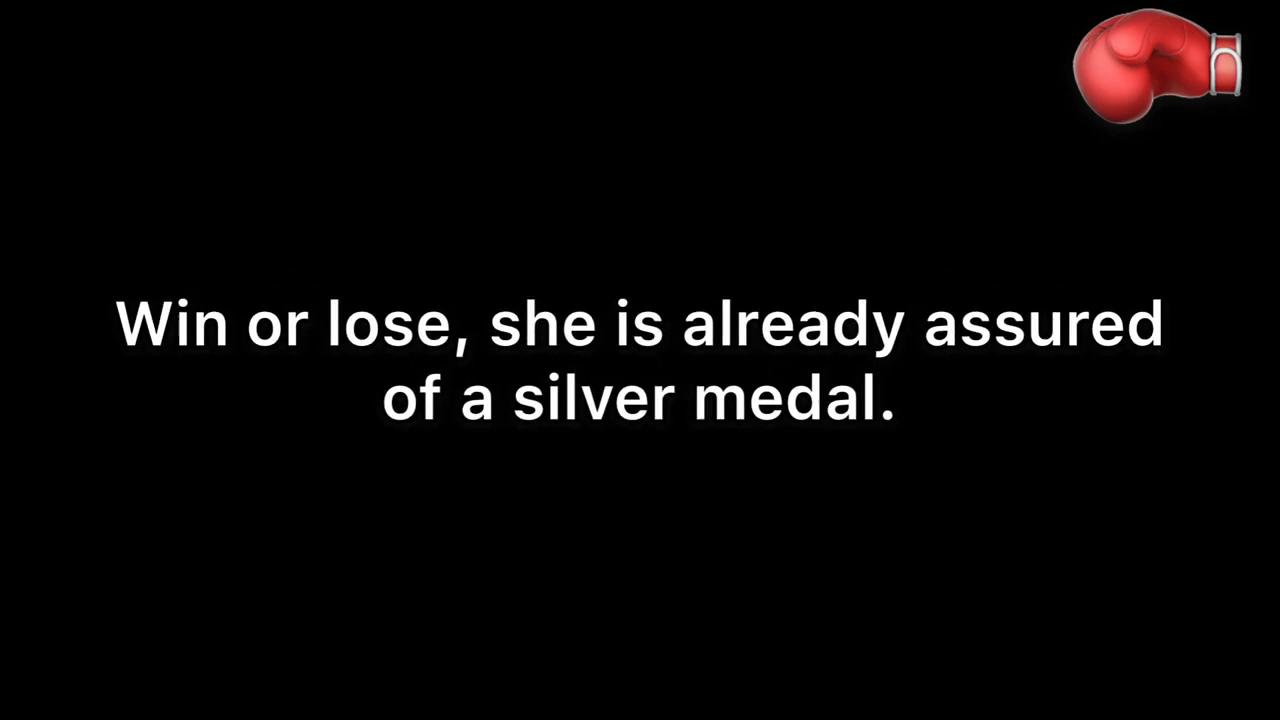 Win or lose, she is already assured
of a silver medal.